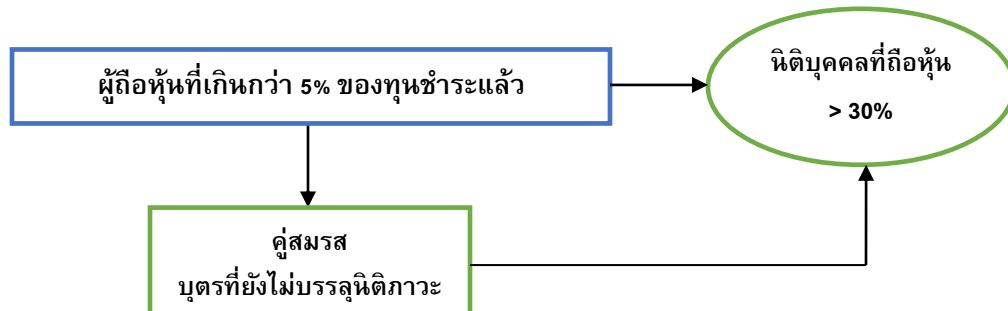 ผู้ถือหุ้นที่เกินกว่า 5% ของทุนชำระแล้ว
นิติบุคคลที่ถือหุ้น
> 30%
คู่สมรส
บุตรที่ยังไม่บรรลุนิติภาวะ